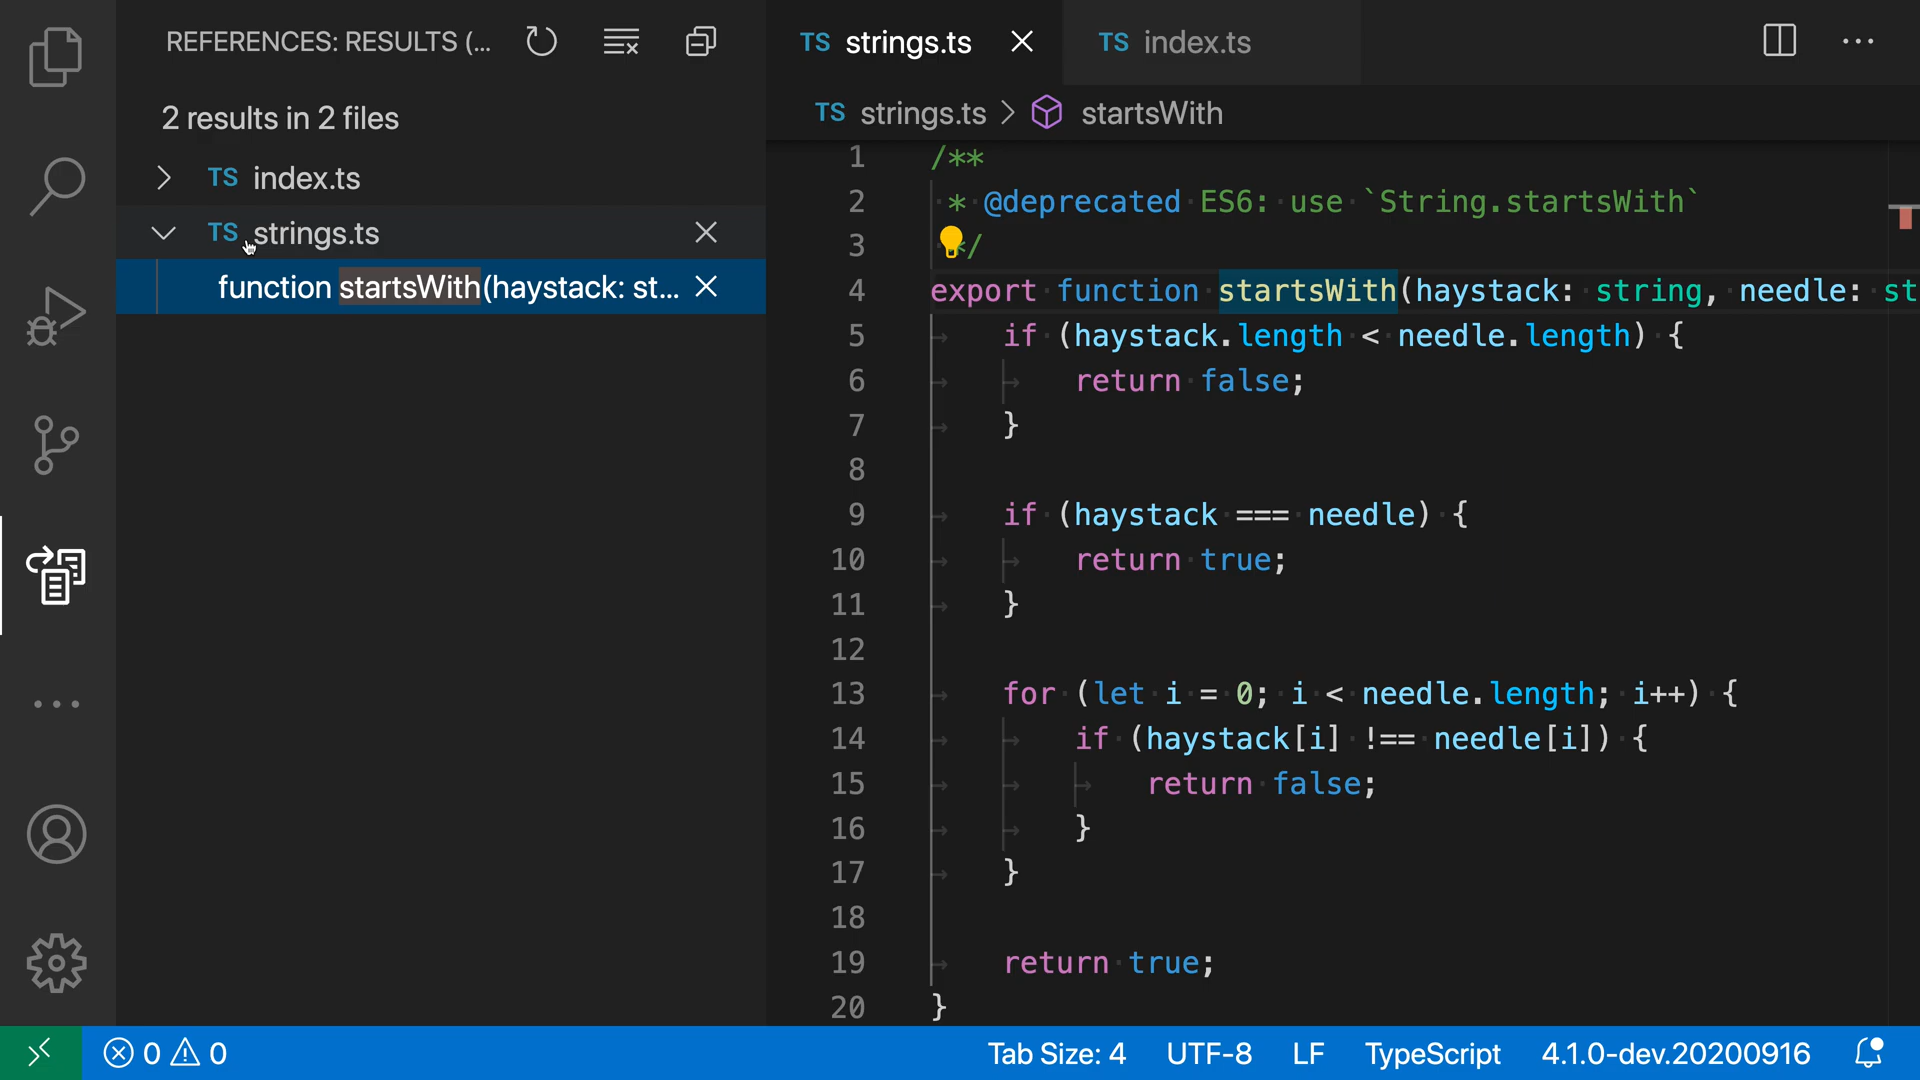 REFERENCES: RESULTS (...
2 results in 2 files
TS index.ts
TS strings.ts
function startsWith(haystack: st...
TS strings.ts
TS index.ts
TS strings.ts > startsWith
1 /**
2 * @deprecated ES6: use `String.startsWith`
3 */
4 export function startsWith(haystack: string, needle: st
5 if (haystack.length < needle.length) {
6 return false;
7 }
8
9 if (haystack === needle) {
10 return true;
11 }
12
13 for (let i = 0; i < needle.length; i++) {
14 if (haystack[i] !== needle[i]) {
15 return false;
16 }
17 }
18
19 return true;
20 }
0 0
Tab Size: 4 UTF-8 LF TypeScript 4.1.0-dev.20200916